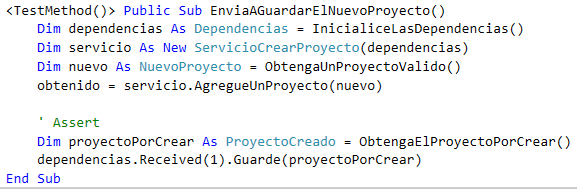 <TestMethod()> Public Sub EnviaAGuardarElNuevoProyecto()
    Dim dependencias As Dependencias = InicialiceLasDependencias()
    Dim servicio As New ServicioCrearProyecto(dependencias)
    Dim nuevo As NuevoProyecto = ObtengaUnProyectoValido()
    obtenido = servicio.AgregueUnProyecto(nuevo)

    ' Assert
    Dim proyectoPorCrear As ProyectoCreado = ObtengaElProyectoPorCrear()
    dependencias.Received(1).Guarde(proyectoPorCrear)
End Sub